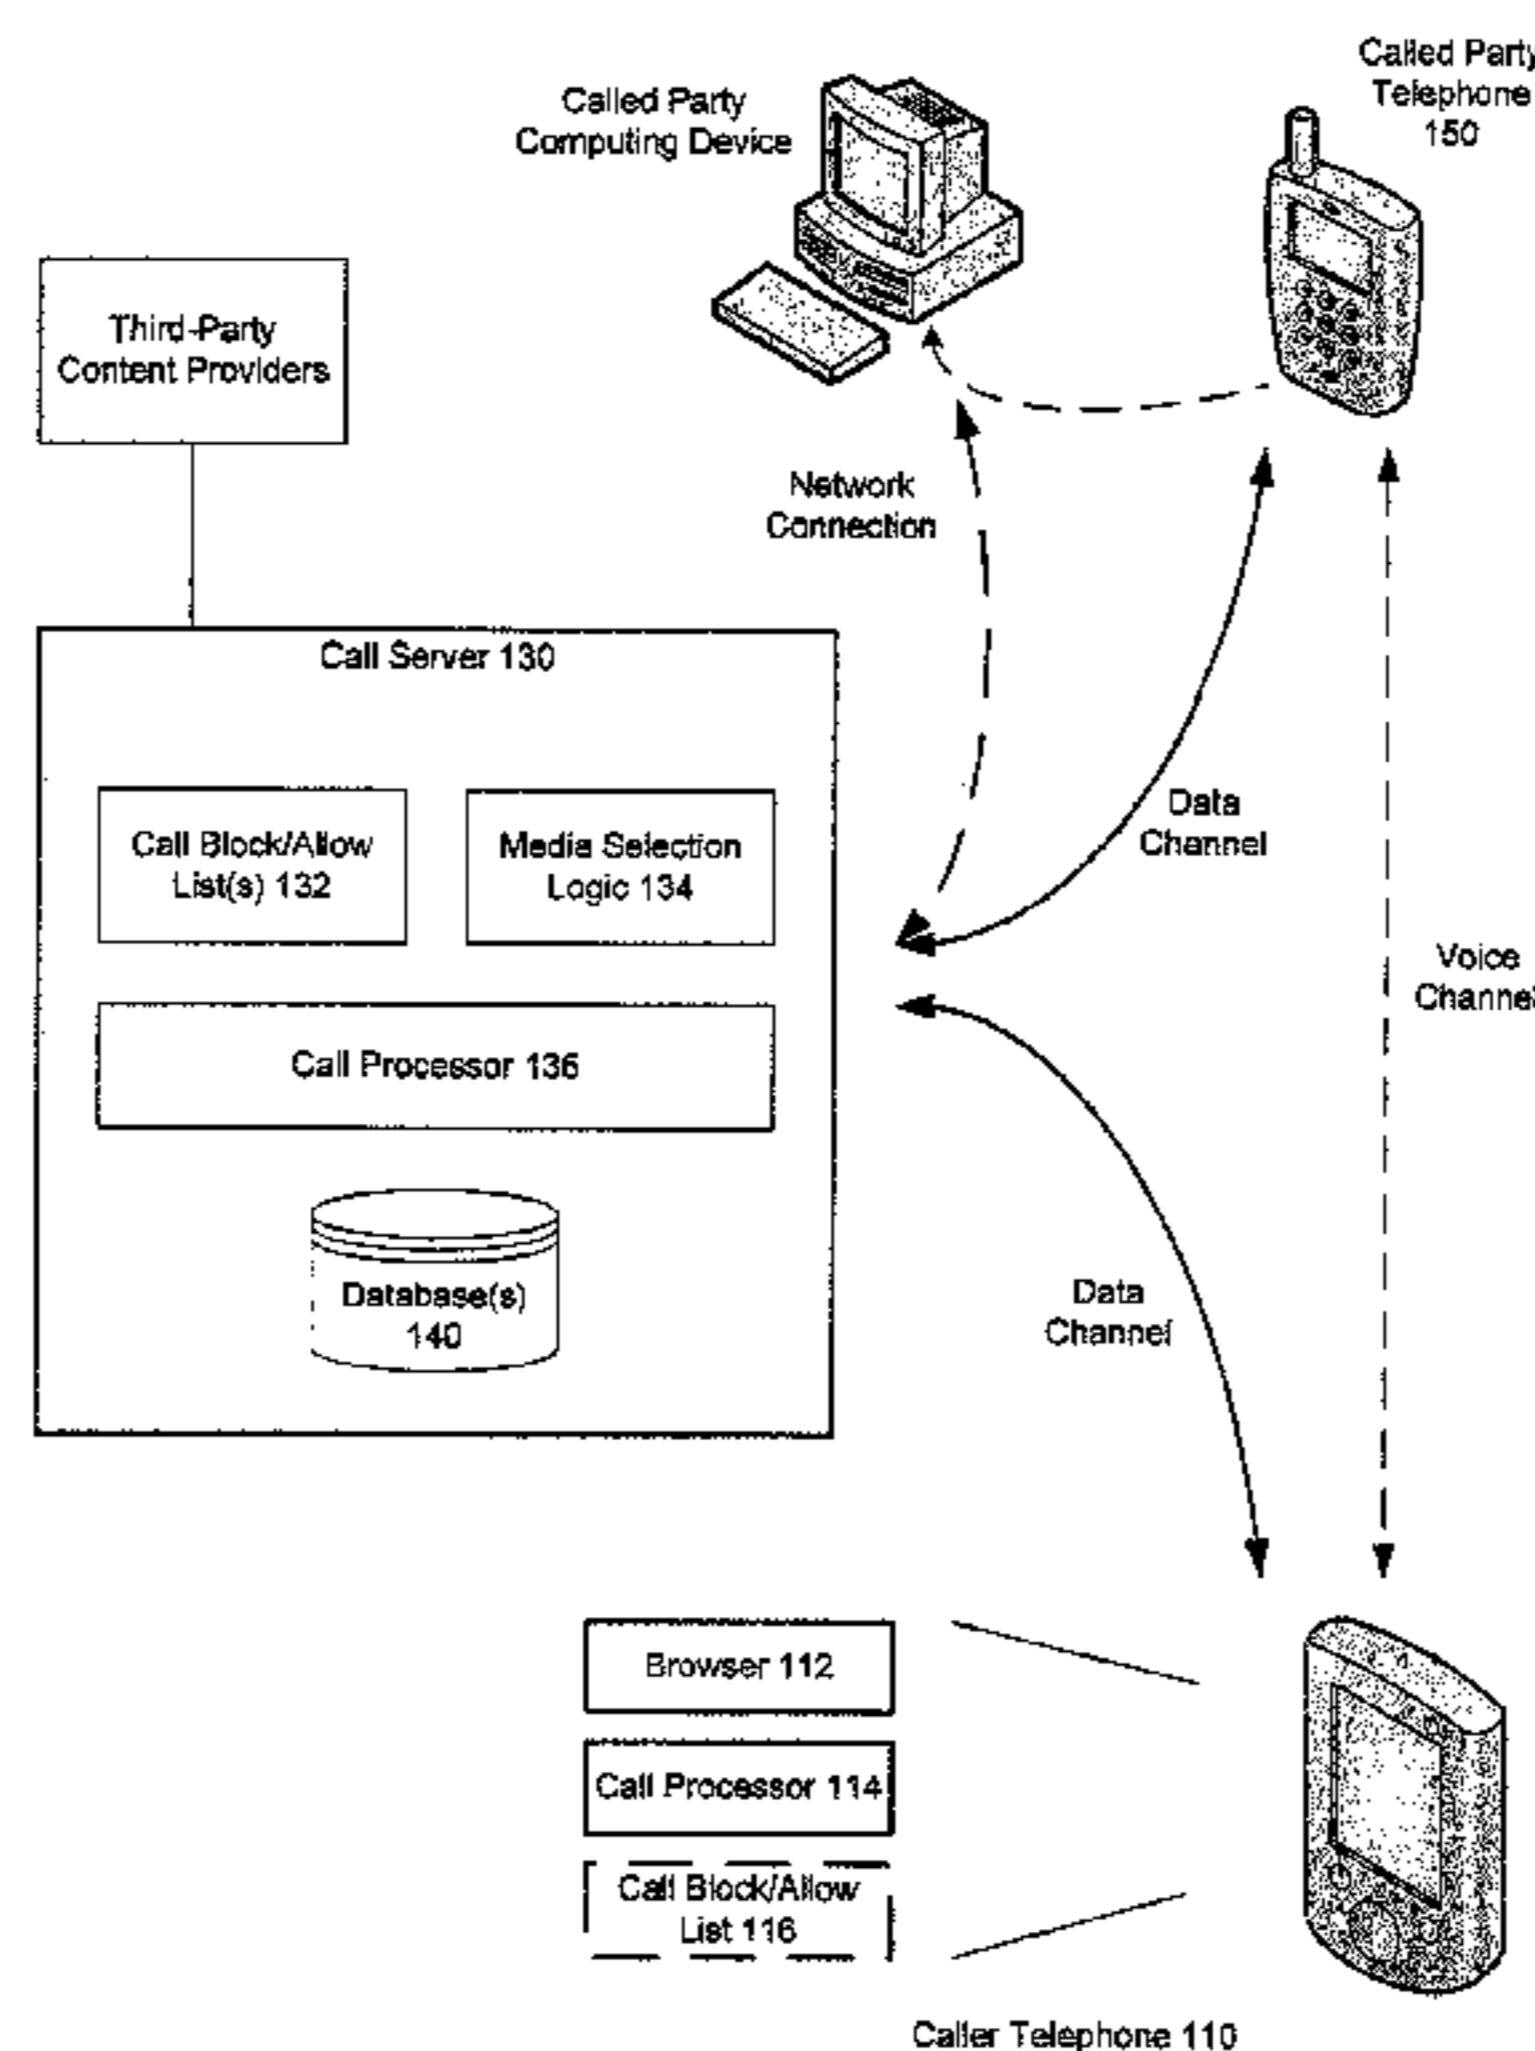 Called Party
Telephone
150
Called Party
Computing Device
Third-Party
Content Providers
Network
Connection
Call Server 130
Call Block/Allow
List(s) 132
Media Selection
Logic 134
Data
Channel
Voice
Channel
Call Processor 136
Database(s)
140
Data
Channel
Browser 112
Call Processor 114
Call Block/Allow
List 116
Caller Telephone 110